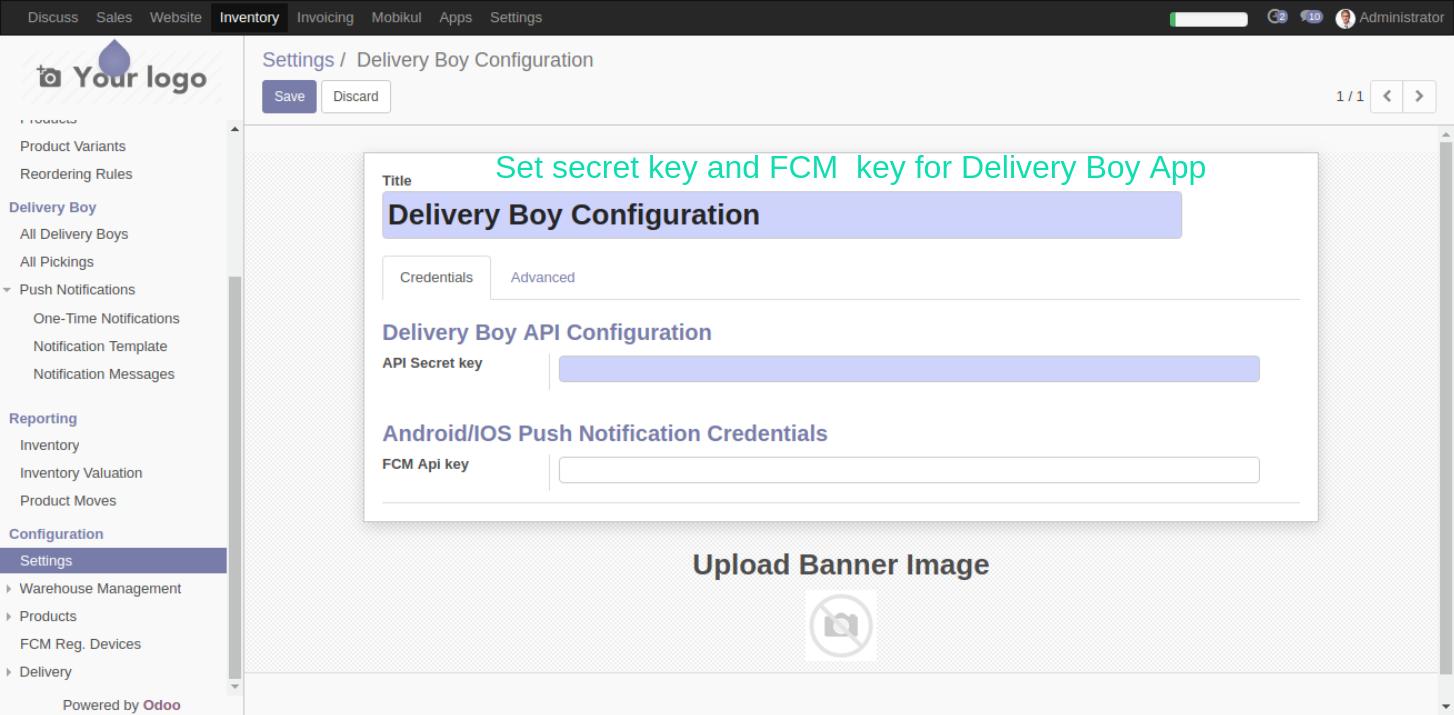 Discuss Sales Website Inventory Invoicing Mobikul Apps Settings 2 10 Administrator
Your logo
Settings / Delivery Boy Configuration
Save Discard 1 / 1
Products
Product Variants
Reordering Rules
Delivery Boy
All Delivery Boys
All Pickings
Push Notifications
One-Time Notifications
Notification Template
Notification Messages
Reporting
Inventory
Inventory Valuation
Product Moves
Configuration
Settings
Warehouse Management
Products
FCM Reg. Devices
Delivery
Powered by Odoo
Set secret key and FCM key for Delivery Boy App
Title
Delivery Boy Configuration
Credentials Advanced
Delivery Boy API Configuration
API Secret key
Android/IOS Push Notification Credentials
FCM Api key
Upload Banner Image